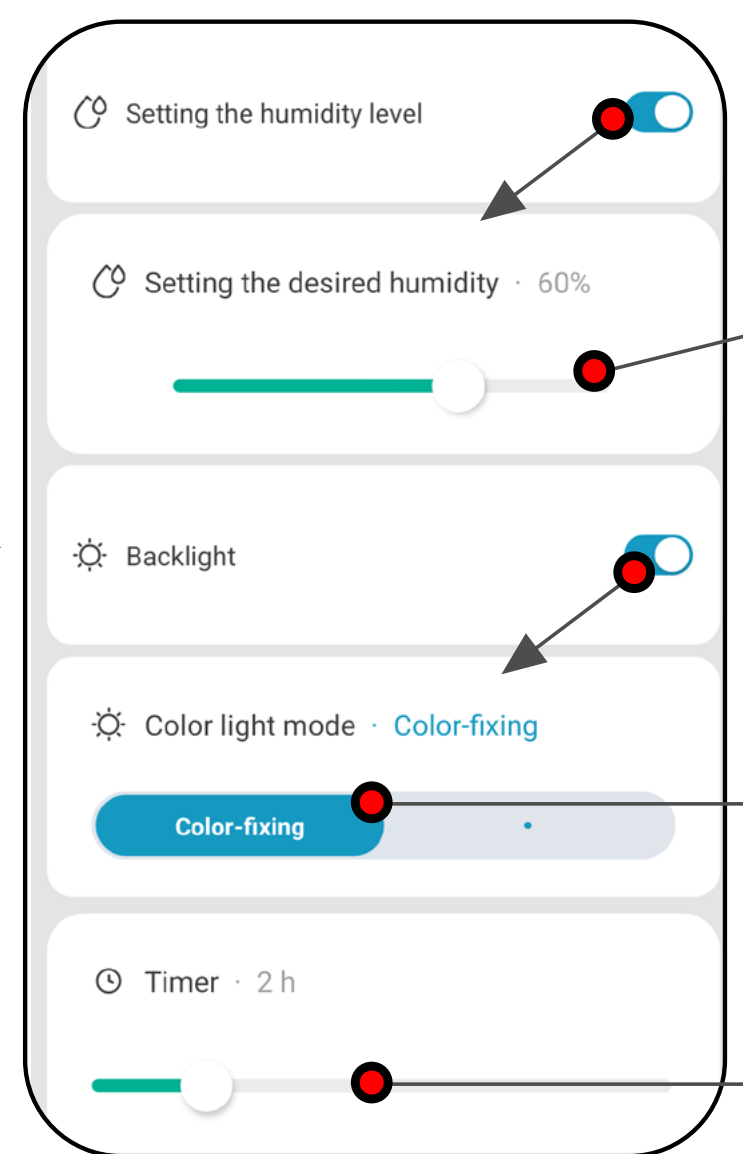 Setting the humidity level
Setting the desired humidity · 60%
Backlight
Color light mode · Color-fixing
Color-fixing
Timer · 2 h